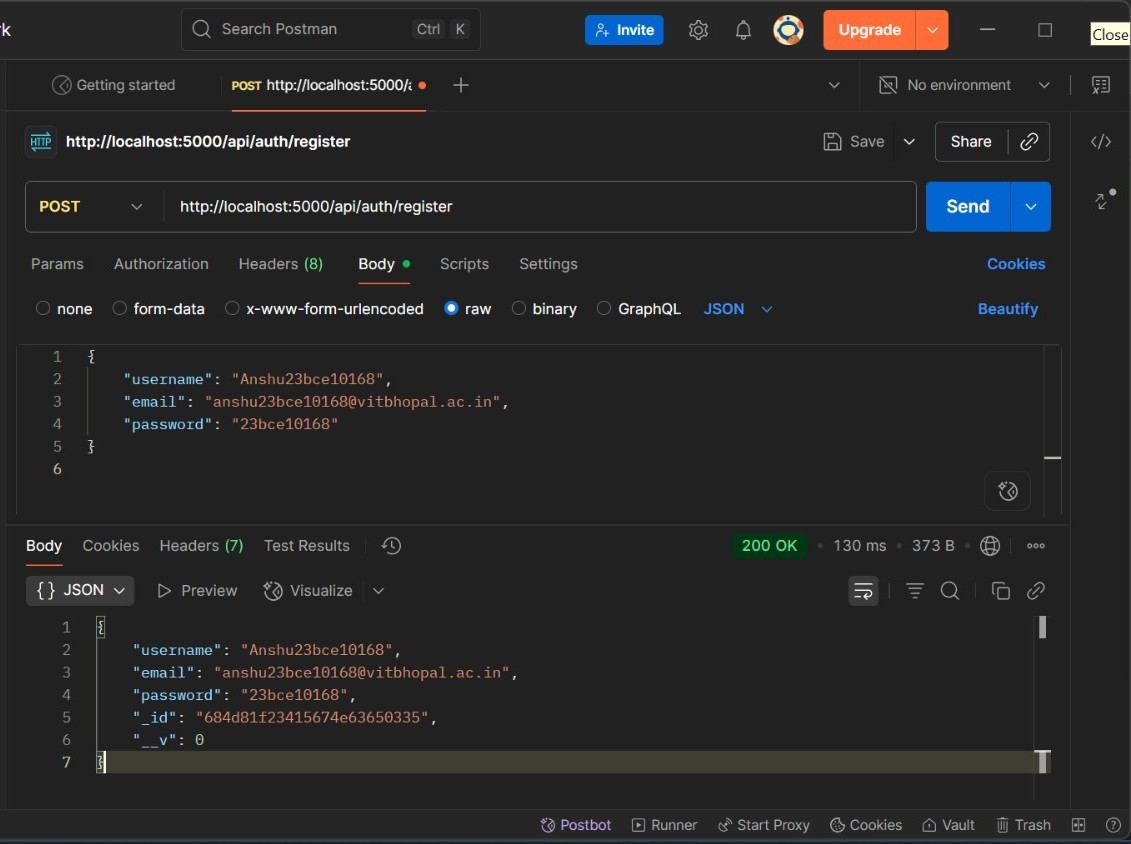 k
Search Postman Ctrl K Invite Upgrade
Close
Getting started POST http://localhost:5000/a No environment
HTTP http://localhost:5000/api/auth/register Save Share
POST http://localhost:5000/api/auth/register Send
Params Authorization Headers (8) Body Scripts Settings Cookies
none form-data x-www-form-urlencoded raw binary GraphQL JSON Beautify
1 {
2 "username": "Anshu23bce10168",
3 "email": "anshu23bce10168@vitbhopal.ac.in",
4 "password": "23bce10168"
5 }
6
Body Cookies Headers (7) Test Results 200 OK 130 ms 373 B
{} JSON Preview Visualize
1 {
2 "username": "Anshu23bce10168",
3 "email": "anshu23bce10168@vitbhopal.ac.in",
4 "password": "23bce10168",
5 "_id": "684d81f23415674e63650335",
6 "__v": 0
7 }
Postbot Runner Start Proxy Cookies Vault Trash